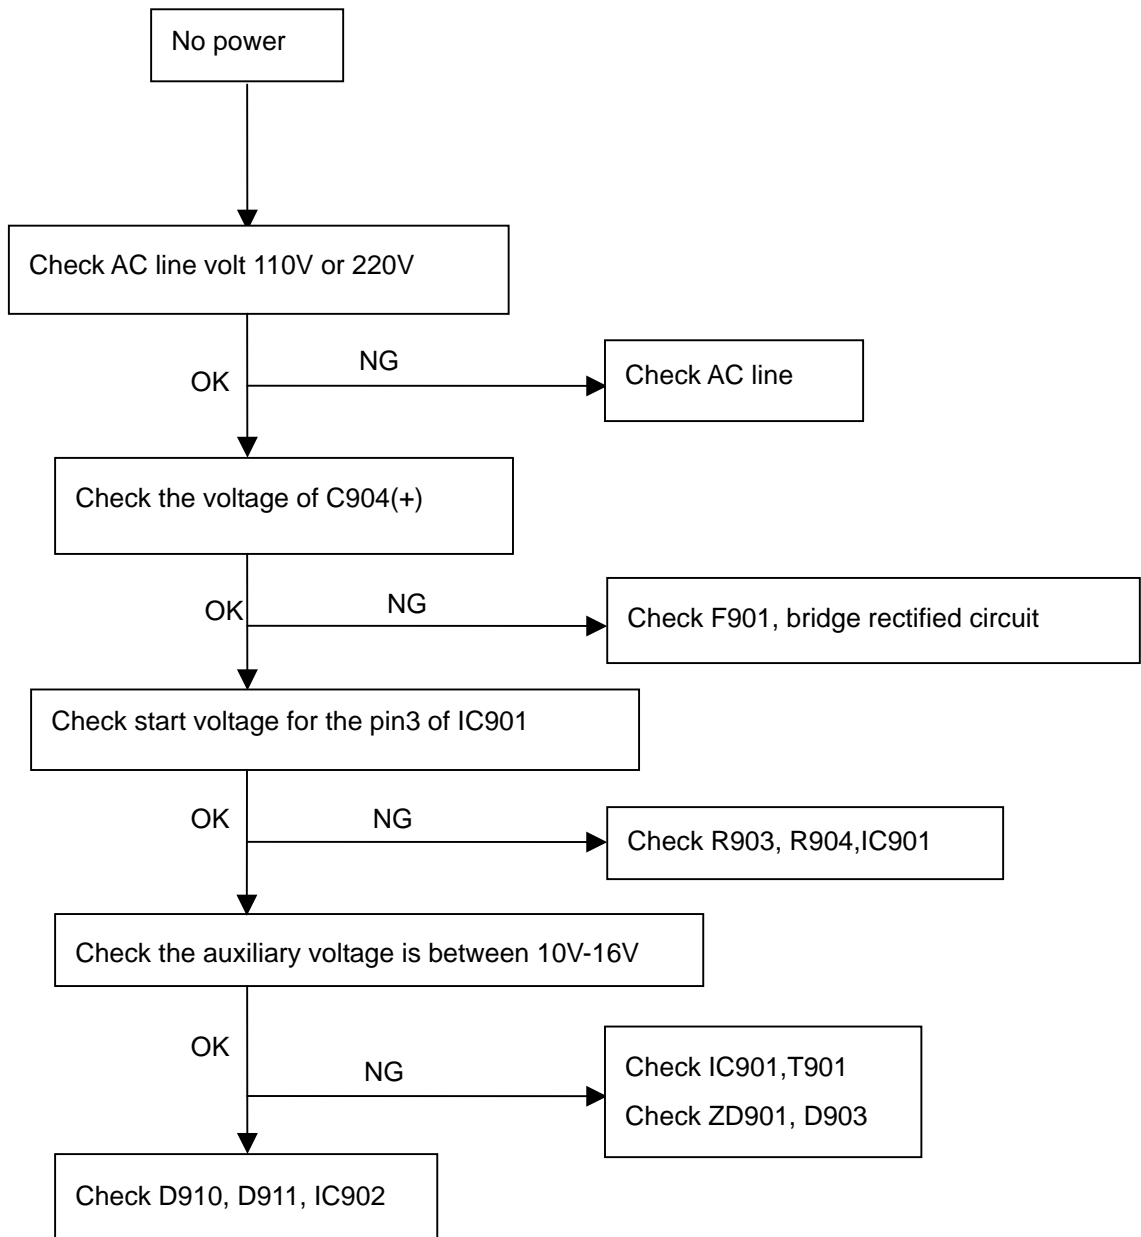 No power
Check AC line volt 110V or 220V
NG
OK
Check AC line
Check the voltage of C904(+)
NG
OK
Check F901, bridge rectified circuit
Check start voltage for the pin3 of IC901
OK
NG
Check R903, R904,IC901
Check the auxiliary voltage is between 10V-16V
OK
NG
Check IC901,T901
Check ZD901, D903
Check D910, D911, IC902